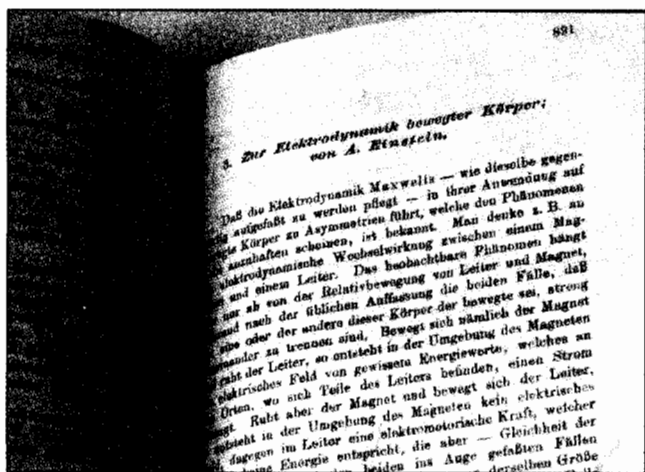 891
3. Zur Elektrodynamik bewegter Körper;
von A. Einstein.
Daß die Elektrodynamik Maxwells — wie dieselbe gegen-
aufgefaßt zu werden pflegt — in ihrer Anwendung auf
Körper zu Asymmetrien führt, welche den Phänomenen
anzuhaften scheinen, ist bekannt. Man denke z. B. an
elektrodynamische Wechselwirkung zwischen einem Mag-
und einem Leiter. Das beobachtbare Phänomen hängt
nur ab von der Relativbewegung von Leiter und Magnet,
nach der üblichen Auffassung die beiden Fälle, daß
oder der andere dieser Körper der bewegte sei, streng
zu trennen sind. Bewegt sich nämlich der Magnet
der Leiter, so entsteht in der Umgebung des Magneten
elektrisches Feld von gewissem Energiewerte, welches an
Orten, wo sich Teile des Leiters befinden, einen Strom
Ruht aber der Magnet und bewegt sich der Leiter,
in der Umgebung des Magneten kein elektrisches
dagegen im Leiter eine elektromotorische Kraft, welcher
Energie entspricht, die aber — Gleichheit der
beiden ins Auge gefaßten Fällen
derselben Größe